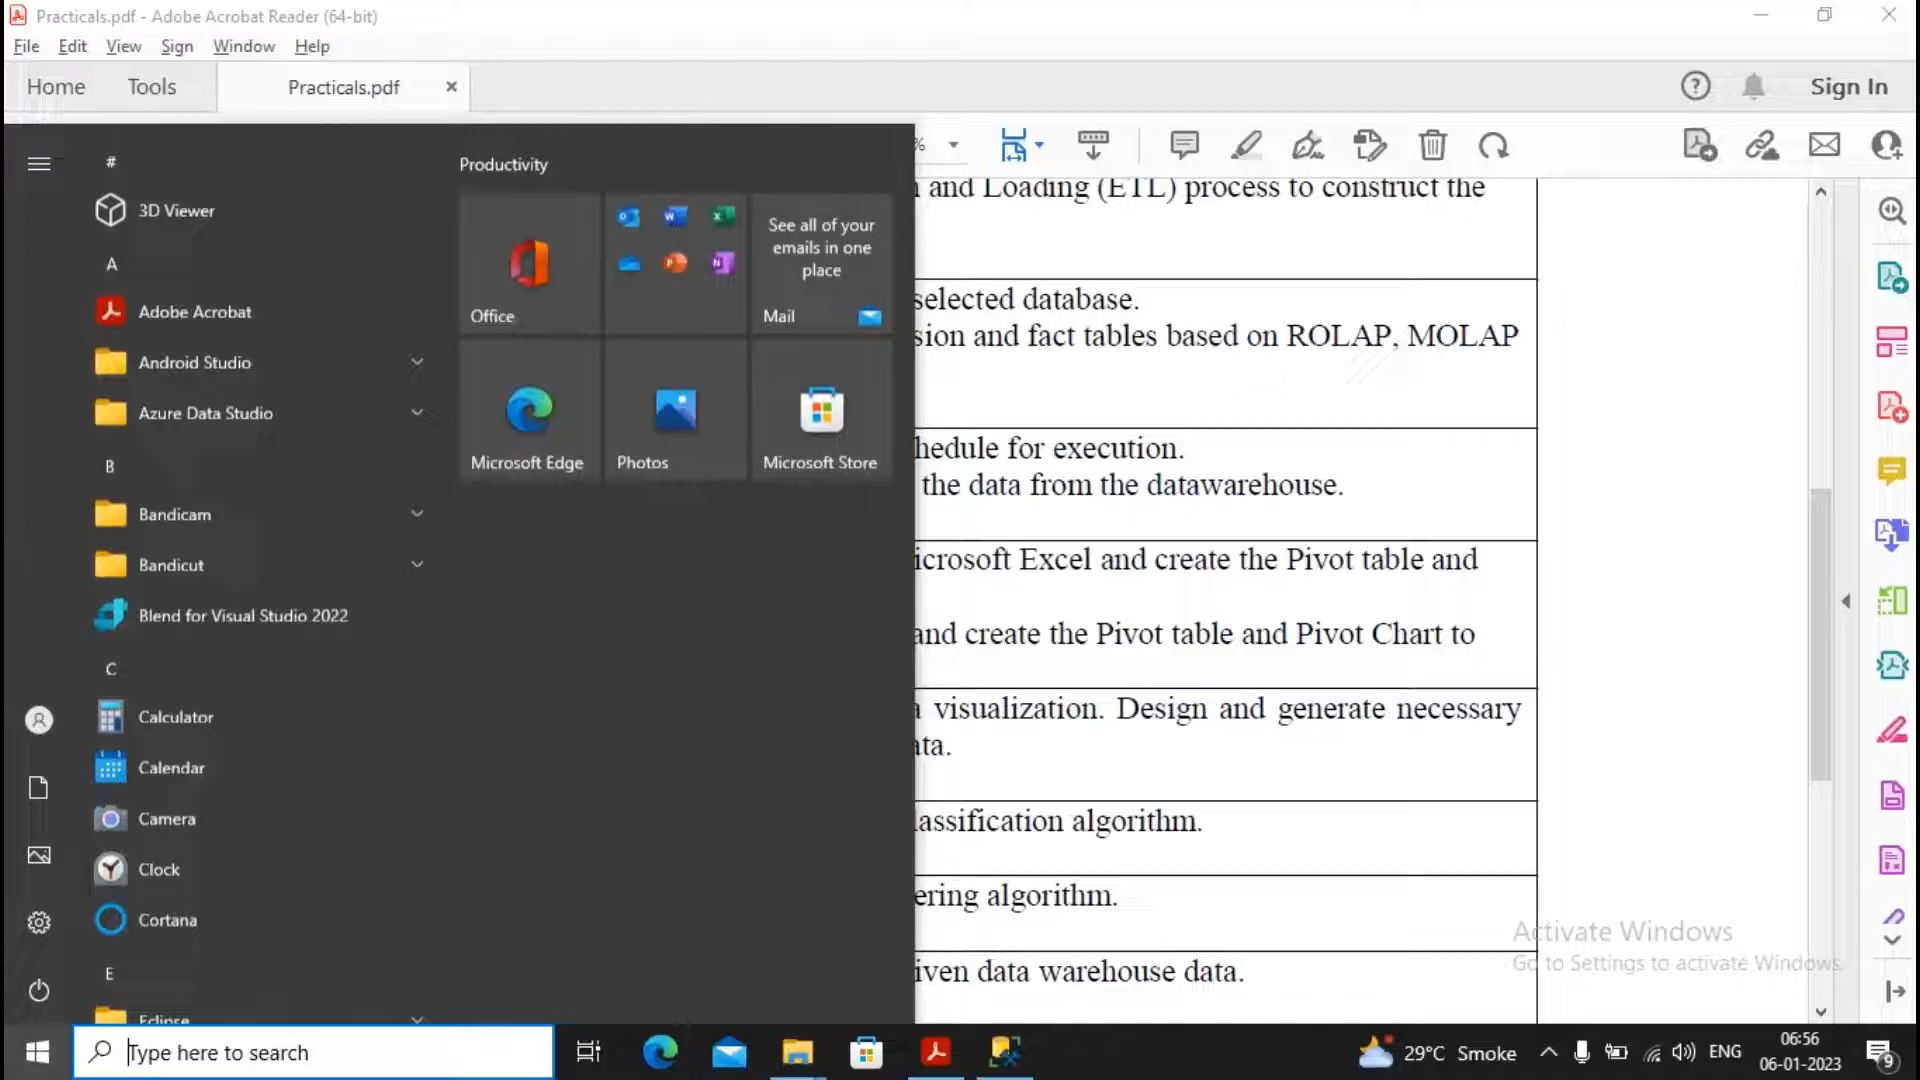 Practicals.pdf - Adobe Acrobat Reader (64-bit)
File Edit View Sign Window Help
Home Tools Practicals.pdf Sign In
%
#
3D Viewer
A
Adobe Acrobat
Android Studio
Azure Data Studio
B
Bandicam
Bandicut
Blend for Visual Studio 2022
C
Calculator
Calendar
Camera
Clock
Cortana
E
Eclipse
Productivity
Office
See all of your
emails in one
place
Mail
Microsoft Edge
Photos
Microsoft Store
and Loading (ETL) process to construct the
selected database.
sion and fact tables based on ROLAP, MOLAP
hedule for execution.
the data from the datawarehouse.
icrosoft Excel and create the Pivot table and
and create the Pivot table and Pivot Chart to
visualization. Design and generate necessary
ata.
lassification algorithm.
ering algorithm.
iven data warehouse data.
Activate Windows
Go to Settings to activate Windows.
Type here to search
29°C Smoke
ENG
06:56
06-01-2023
9